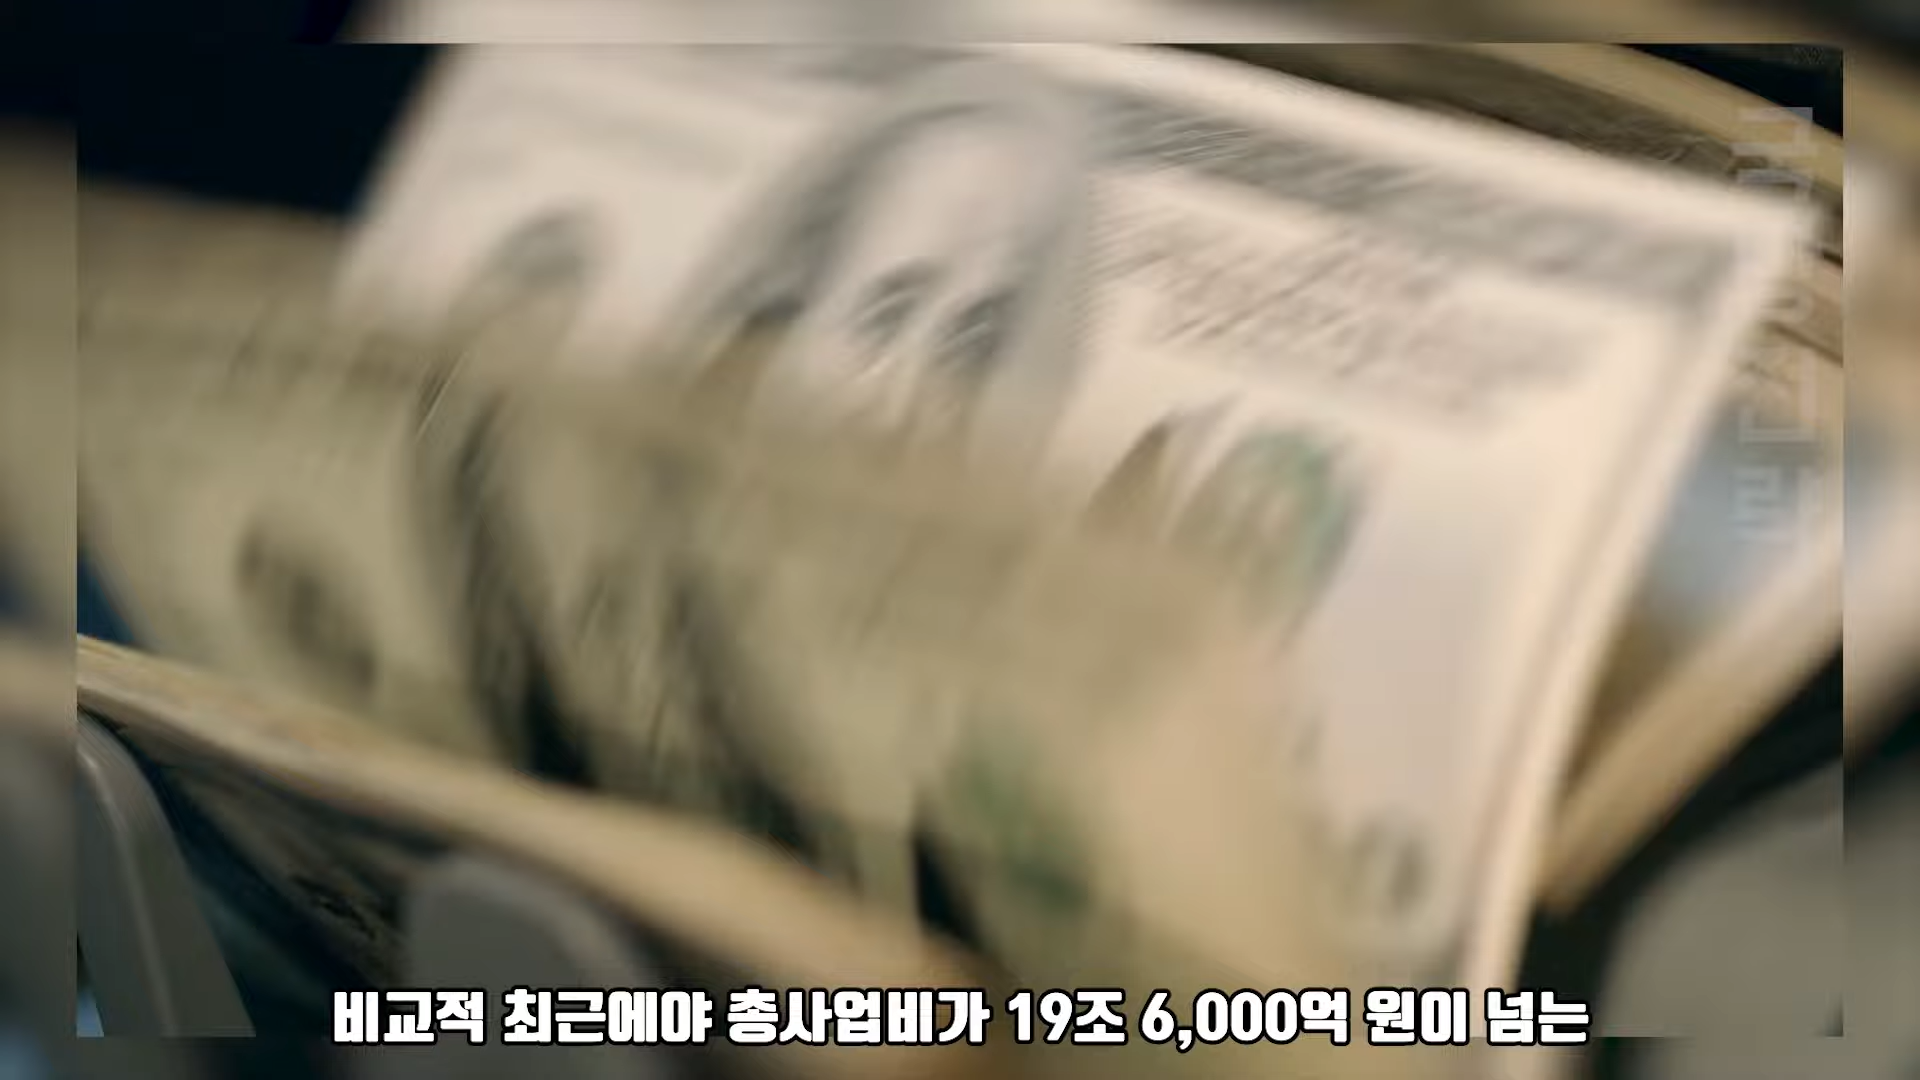 비교적 최근에야 총사업비가 19조 6,000억 원이 넘는